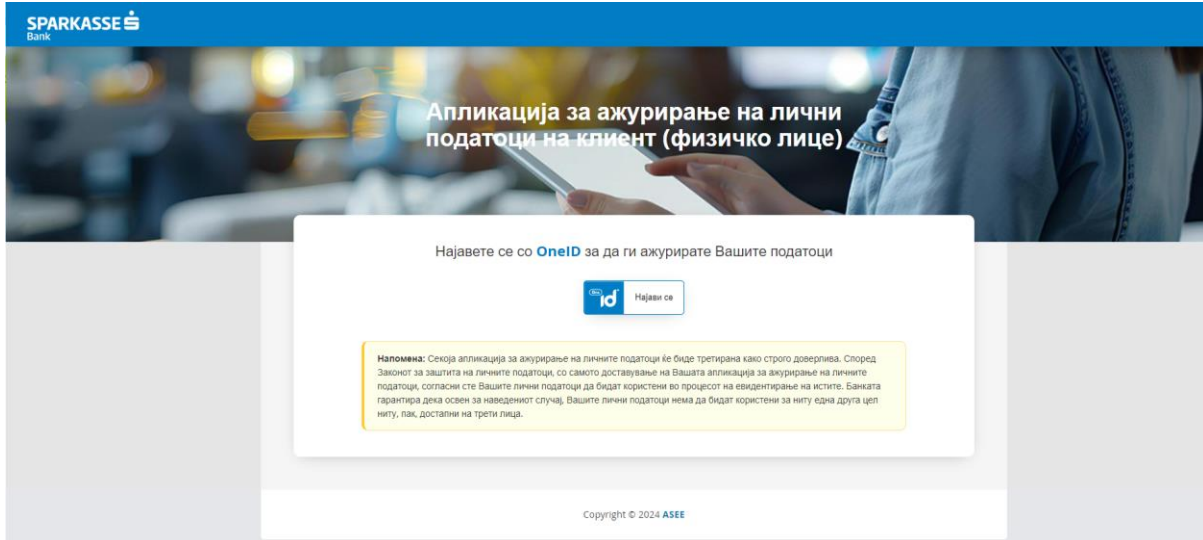 SPARKASSE
Bank
Апликација за ажурирање на лични
податоци на клиент (физичко лице)
Најавете се со OneID за да ги ажурирате Вашите податоци
id Најави се
Напомена: Секоја апликација за ажурирање на личните податоци ќе биде третирана како строго доверлива. Според
Законот за заштита на личните податоци, со самото доставување на Вашата апликација за ажурирање на личните
податоци, согласни сте Вашите лични податоци да бидат користени во процесот на евидентирање на истите. Банката
гарантира дека освен за наведениот случај, Вашите лични податоци нема да бидат користени за ниту една друга цел
ниту, пак, достапни на трети лица.
Copyright © 2024 ASEE